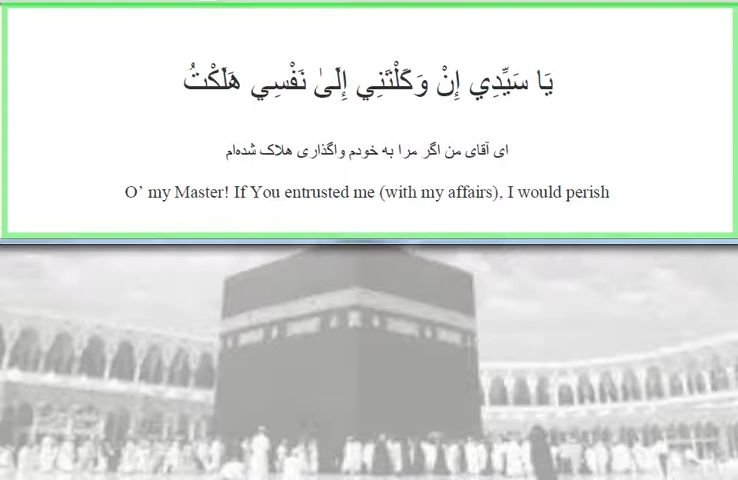 يَا سَيِّدِي إِنْ وَكَلْتَنِي إِلَىٰ نَفْسِي هَلَكْتُ
ای آقای من اگر مرا به خودم واگذاری هلاک شده‌ام
O’ my Master! If You entrusted me (with my affairs), I would perish